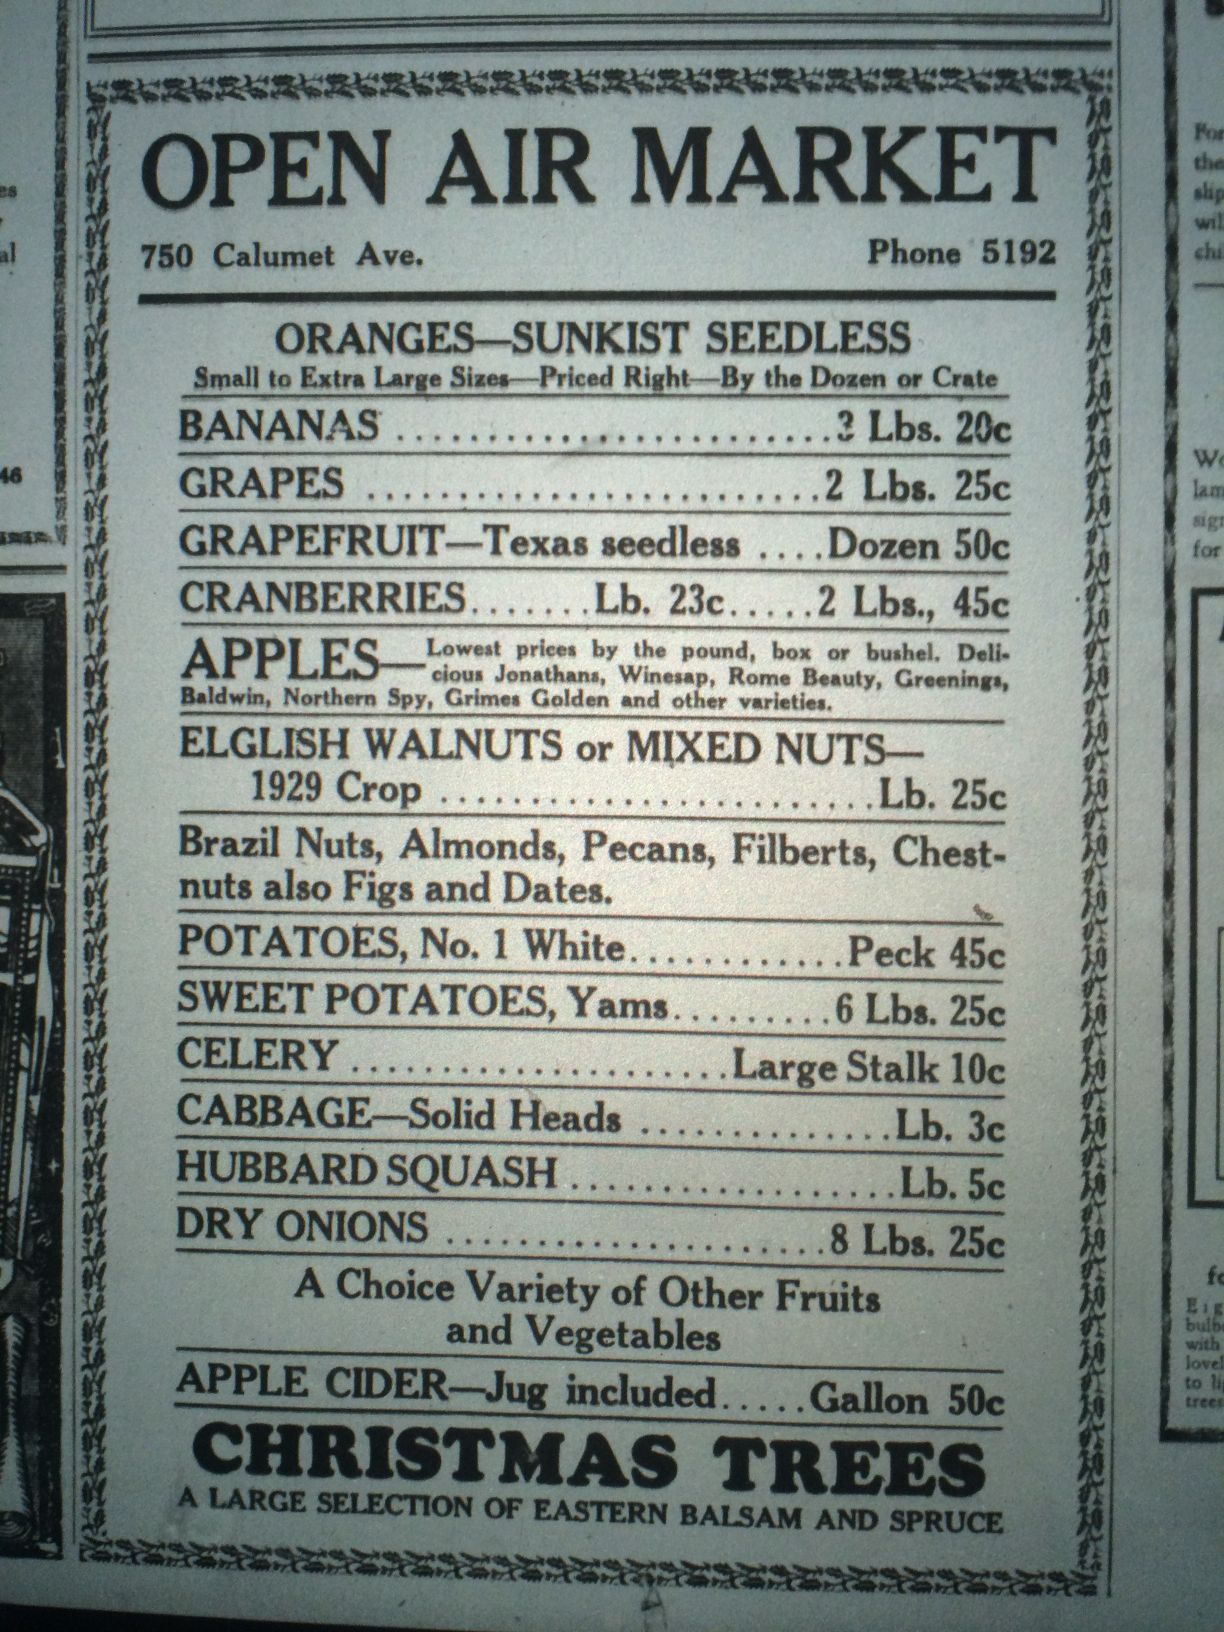 OPEN AIR MARKET
750 Calumet Ave. Phone 5192
ORANGES—SUNKIST SEEDLESS
Small to Extra Large Sizes—Priced Right—By the Dozen or Crate
BANANAS ........................3 Lbs. 20c
GRAPES .........................2 Lbs. 25c
GRAPEFRUIT—Texas seedless ....Dozen 50c
CRANBERRIES.......Lb. 23c.....2 Lbs., 45c
APPLES—Lowest prices by the pound, box or bushel. Deli-
cious Jonathans, Winesap, Rome Beauty, Greenings,
Baldwin, Northern Spy, Grimes Golden and other varieties.
ELGLISH WALNUTS or MIXED NUTS—
1929 Crop ........................Lb. 25c
Brazil Nuts, Almonds, Pecans, Filberts, Chest-
nuts also Figs and Dates.
POTATOES, No. 1 White............Peck 45c
SWEET POTATOES, Yams.........6 Lbs. 25c
CELERY .....................Large Stalk 10c
CABBAGE—Solid Heads ..............Lb. 3c
HUBBARD SQUASH ..................Lb. 5c
DRY ONIONS .....................8 Lbs. 25c
A Choice Variety of Other Fruits
and Vegetables
APPLE CIDER—Jug included.....Gallon 50c
CHRISTMAS TREES
A LARGE SELECTION OF EASTERN BALSAM AND SPRUCE
46
for
with
to
trees